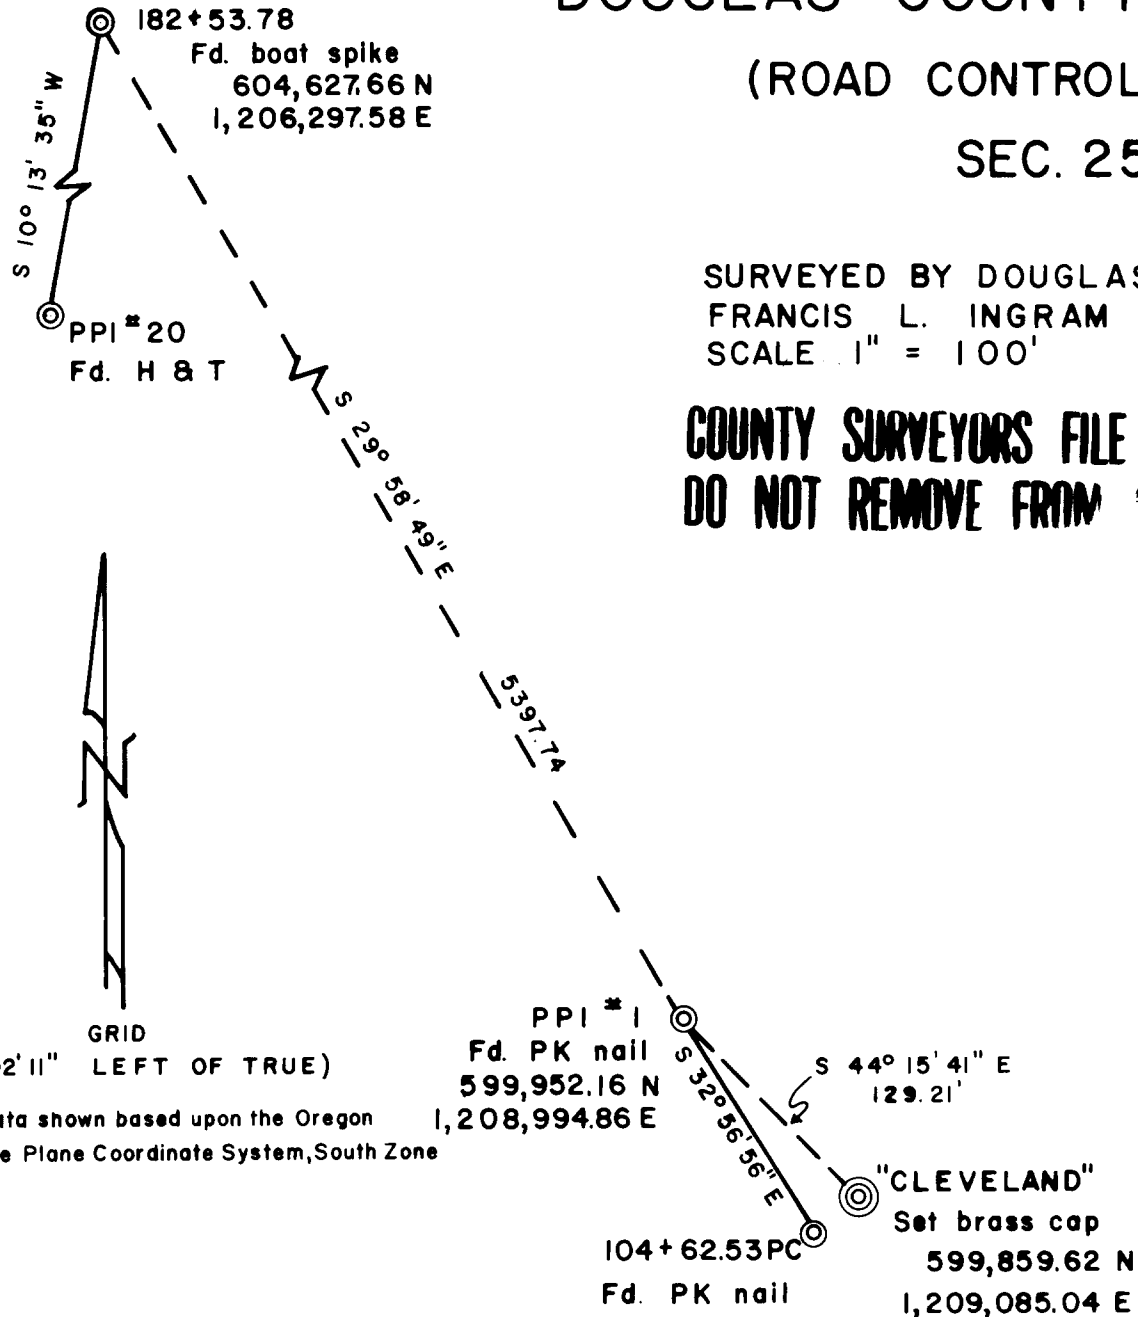 DOUGLAS COUNTY
(ROAD CONTROL
SEC. 25
182+53.78
Fd. boat spike
604,627.66 N
1,206,297.58 E
S 10° 13' 35" W
PPI #20
Fd. H & T
SURVEYED BY DOUGLAS
FRANCIS L. INGRAM
SCALE 1" = 100'
COUNTY SURVEYORS FILE
DO NOT REMOVE FROM
S 29° 58' 49" E
5397.74
GRID
2' 11" LEFT OF TRUE)
ata shown based upon the Oregon
e Plane Coordinate System, South Zone
PPI #1
Fd. PK nail
599,952.16 N
1,208,994.86 E
S 32° 56' 56" E
S 44° 15' 41" E
129.21'
"CLEVELAND"
Set brass cap
599,859.62 N
1,209,085.04 E
104+62.53 PC
Fd. PK nail